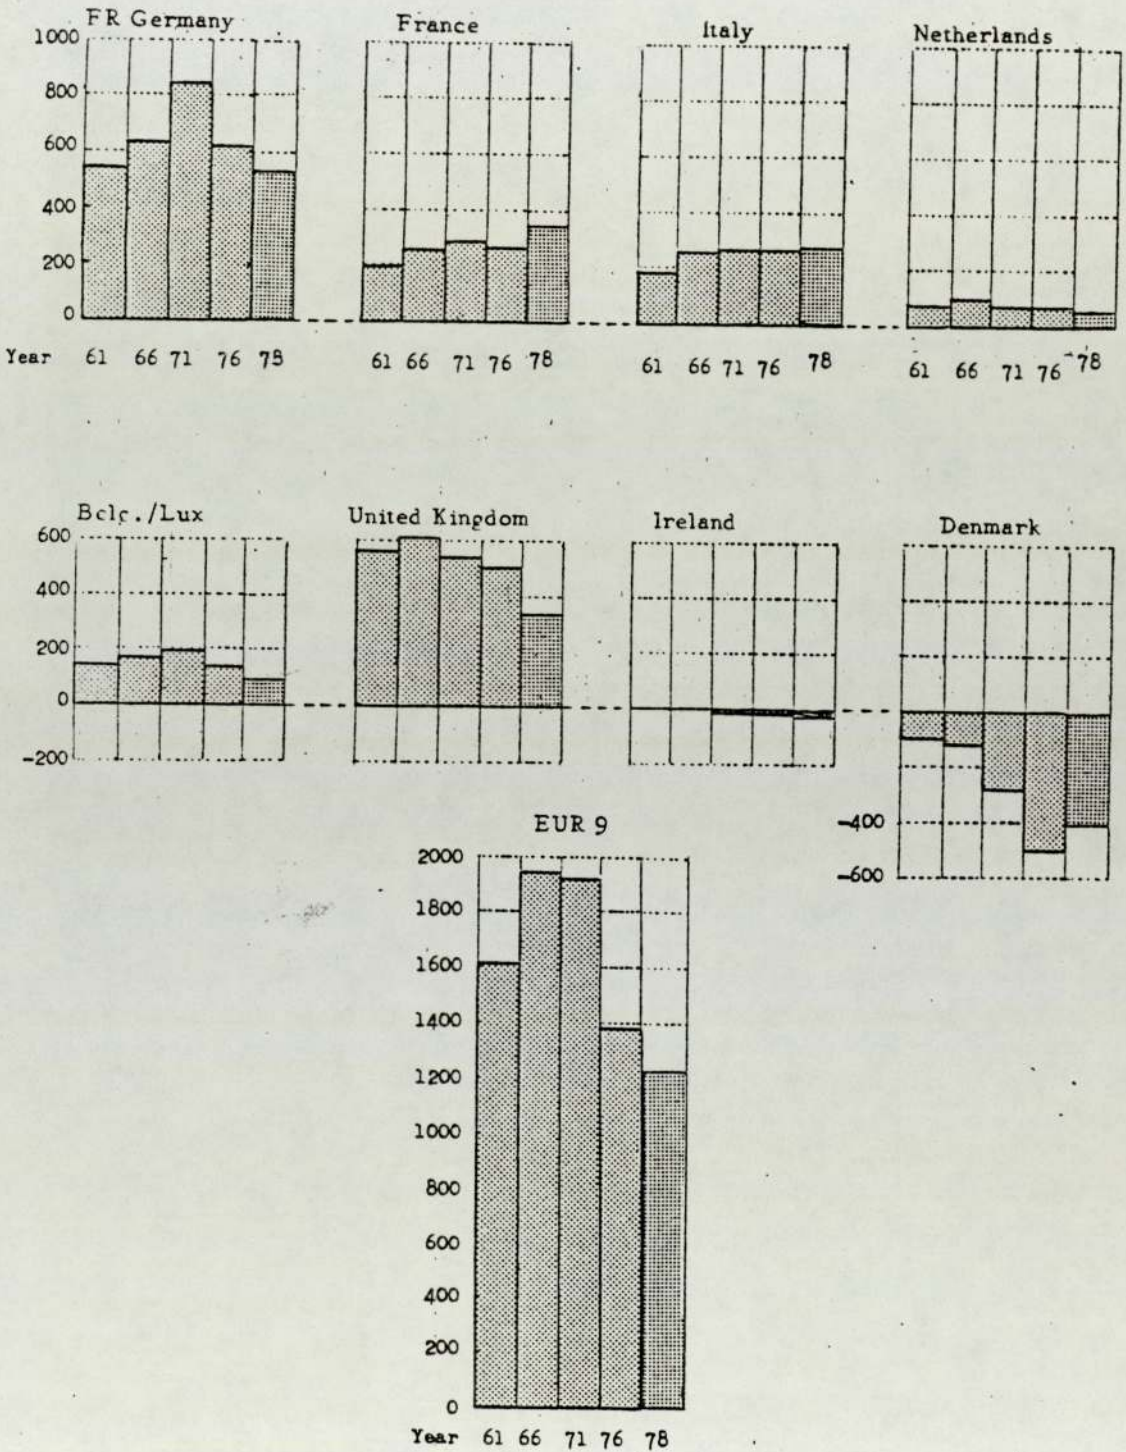 FR Germany
France
Italy
Netherlands
1000
800
600
400
200
0
Year 61 66 71 76 78
61 66 71 76 78
61 66 71 76 78
61 66 71 76 78
Belg./Lux
United Kingdom
Ireland
Denmark
600
400
200
0
-200
-400
-600
EUR 9
2000
1800
1600
1400
1200
1000
800
600
400
200
0
Year 61 66 71 76 78